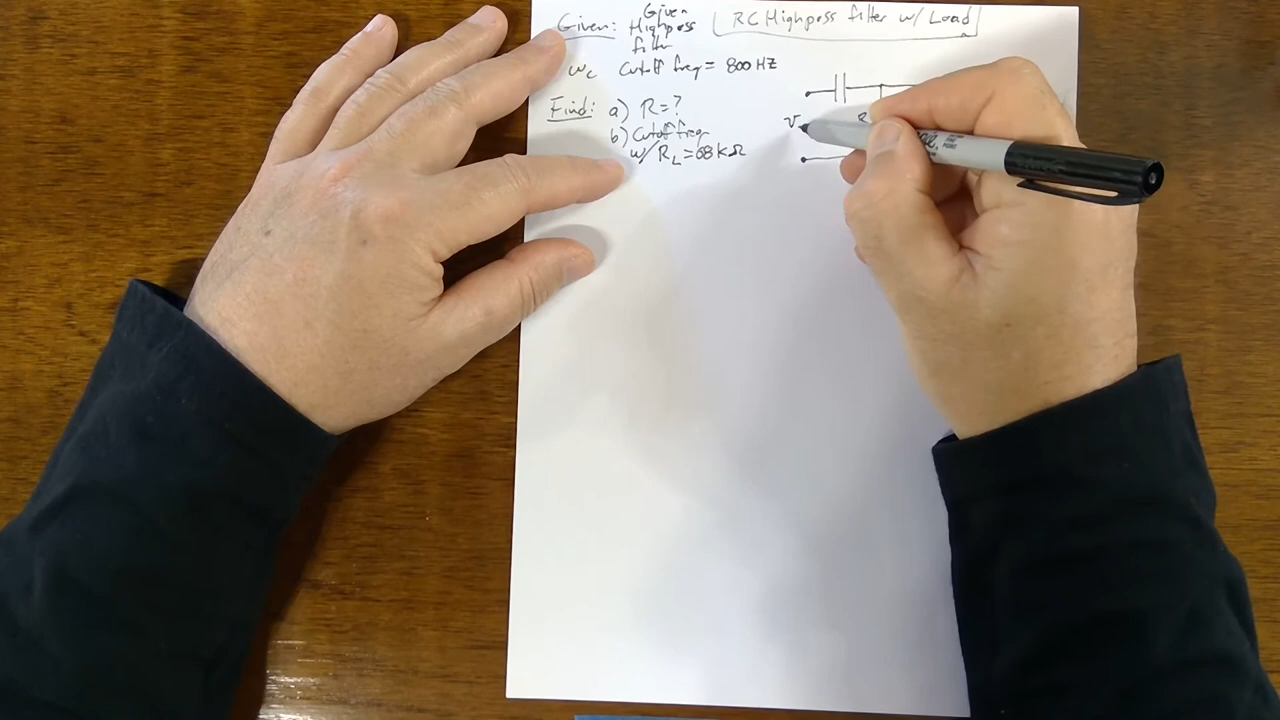 Given: Given Highpass filter
RC Highpass filter w/ Load
ωc Cutoff freq = 800 HZ
Find: a) R=?
b) Cutoff freq
w/ RL = 68 kΩ
V
R